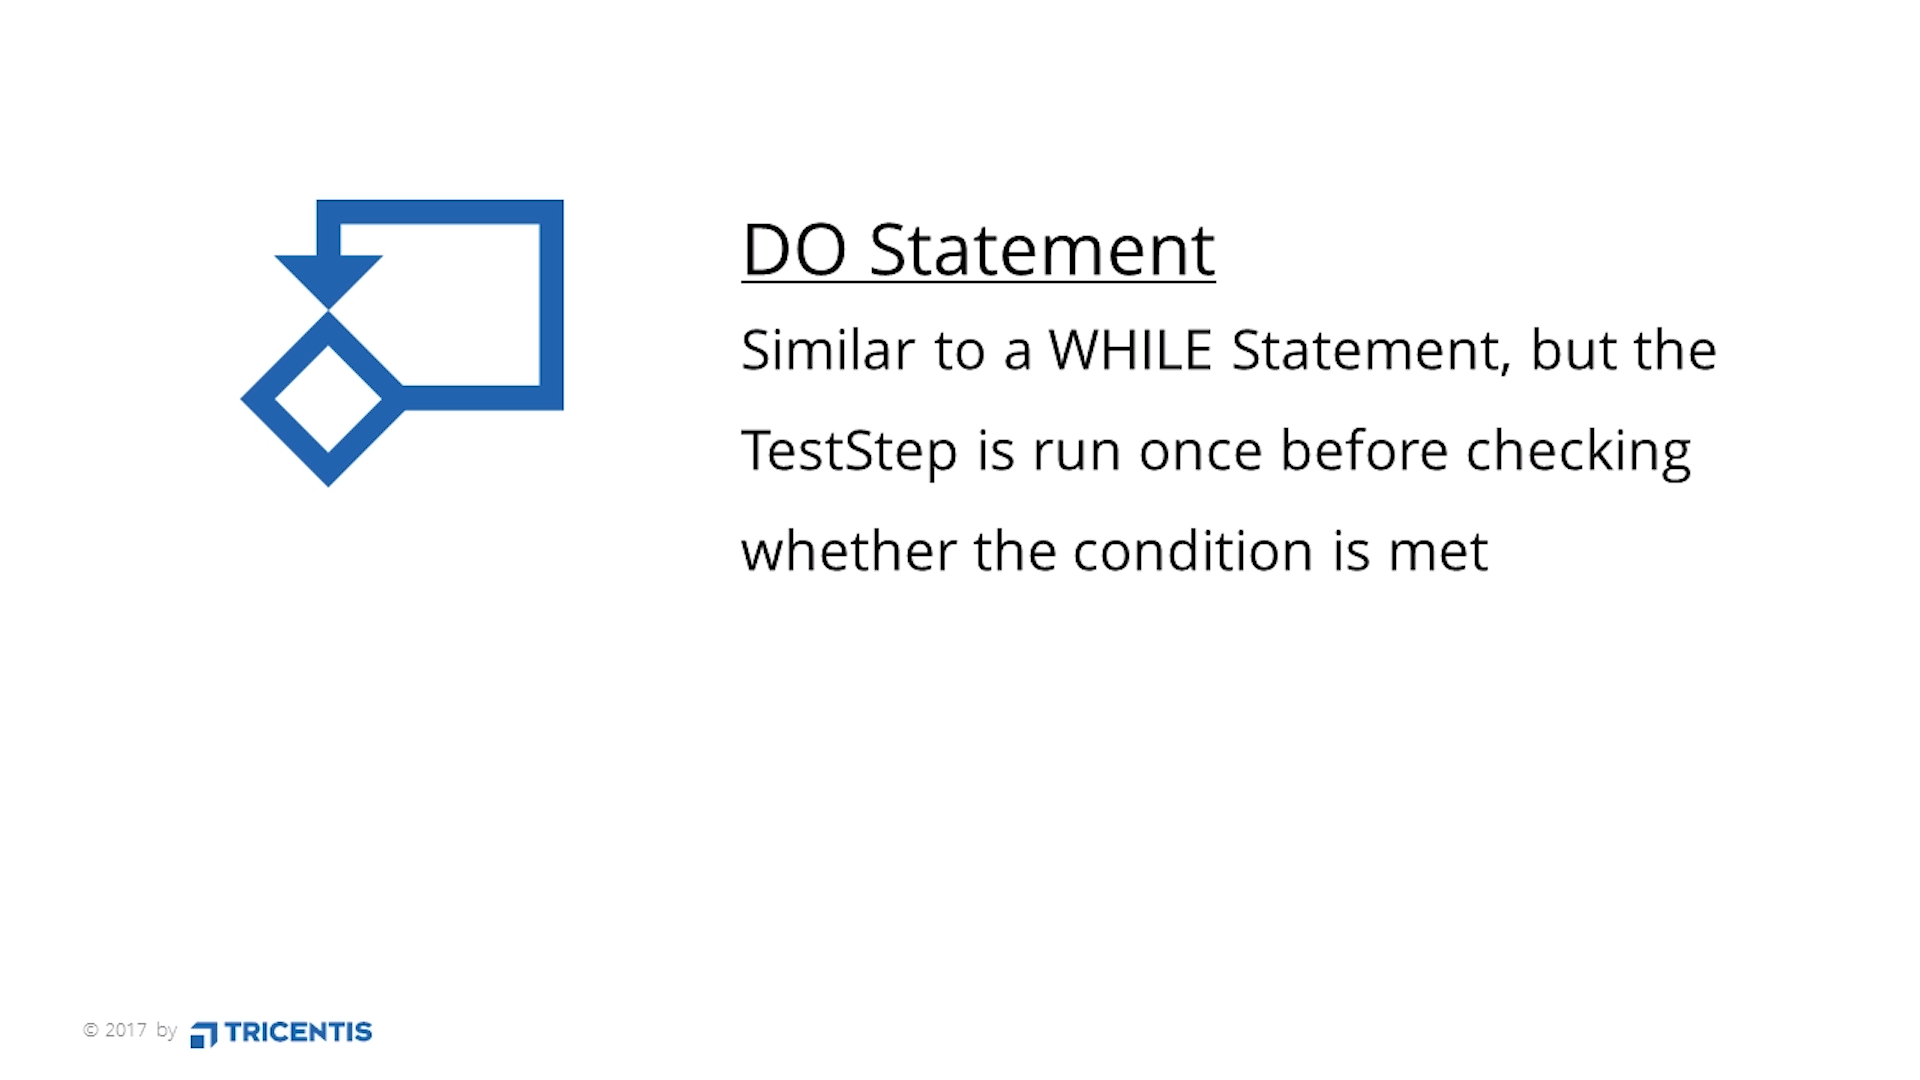 DO Statement
Similar to a WHILE Statement, but the
TestStep is run once before checking
whether the condition is met
© 2017 by TRICENTIS